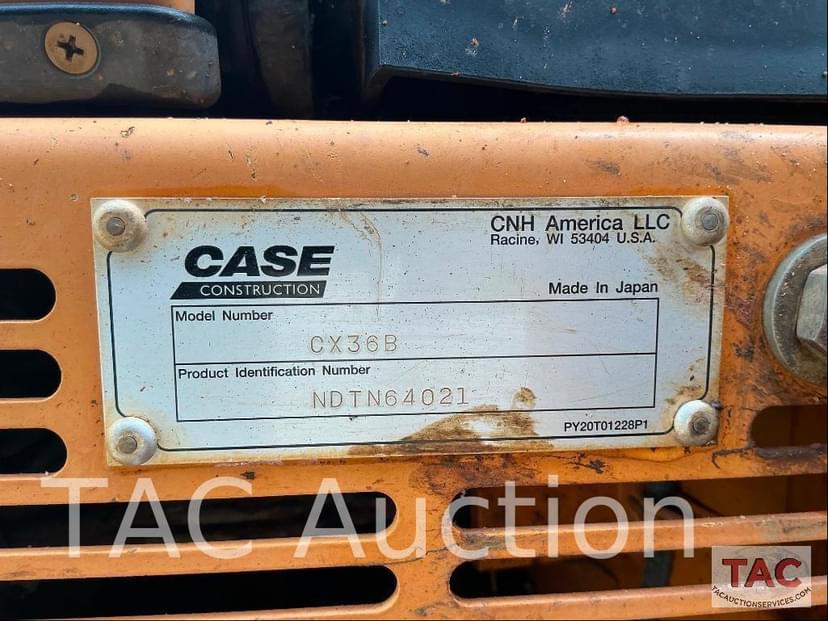 CNH America LLC
Racine, WI 53404 U.S.A.
CASE
CONSTRUCTION
Made In Japan
Model Number
CX36B
Product Identification Number
NDTN64021
PY20T01228P1
TAC Auction
TAC
TACAUCTIONSERVICES.COM